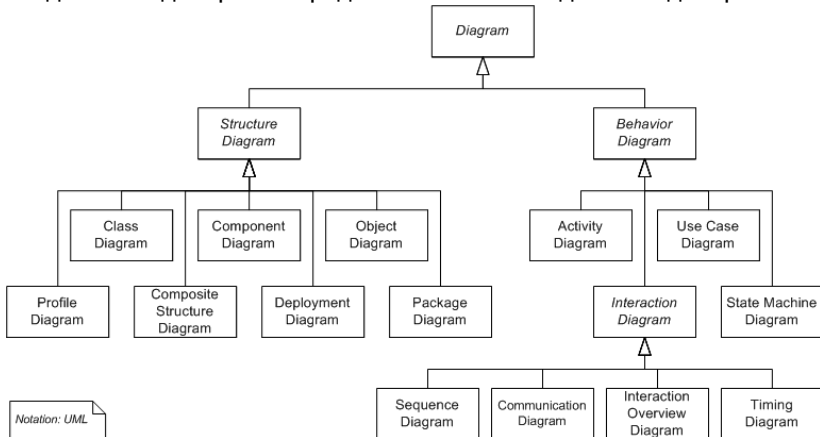 Diagram
Structure
Diagram
Behavior
Diagram
Class
Diagram
Component
Diagram
Object
Diagram
Activity
Diagram
Use Case
Diagram
Profile
Diagram
Composite
Structure
Diagram
Deployment
Diagram
Package
Diagram
Interaction
Diagram
State Machine
Diagram
Sequence
Diagram
Communication
Diagram
Interaction
Overview
Diagram
Timing
Diagram
Notation: UML